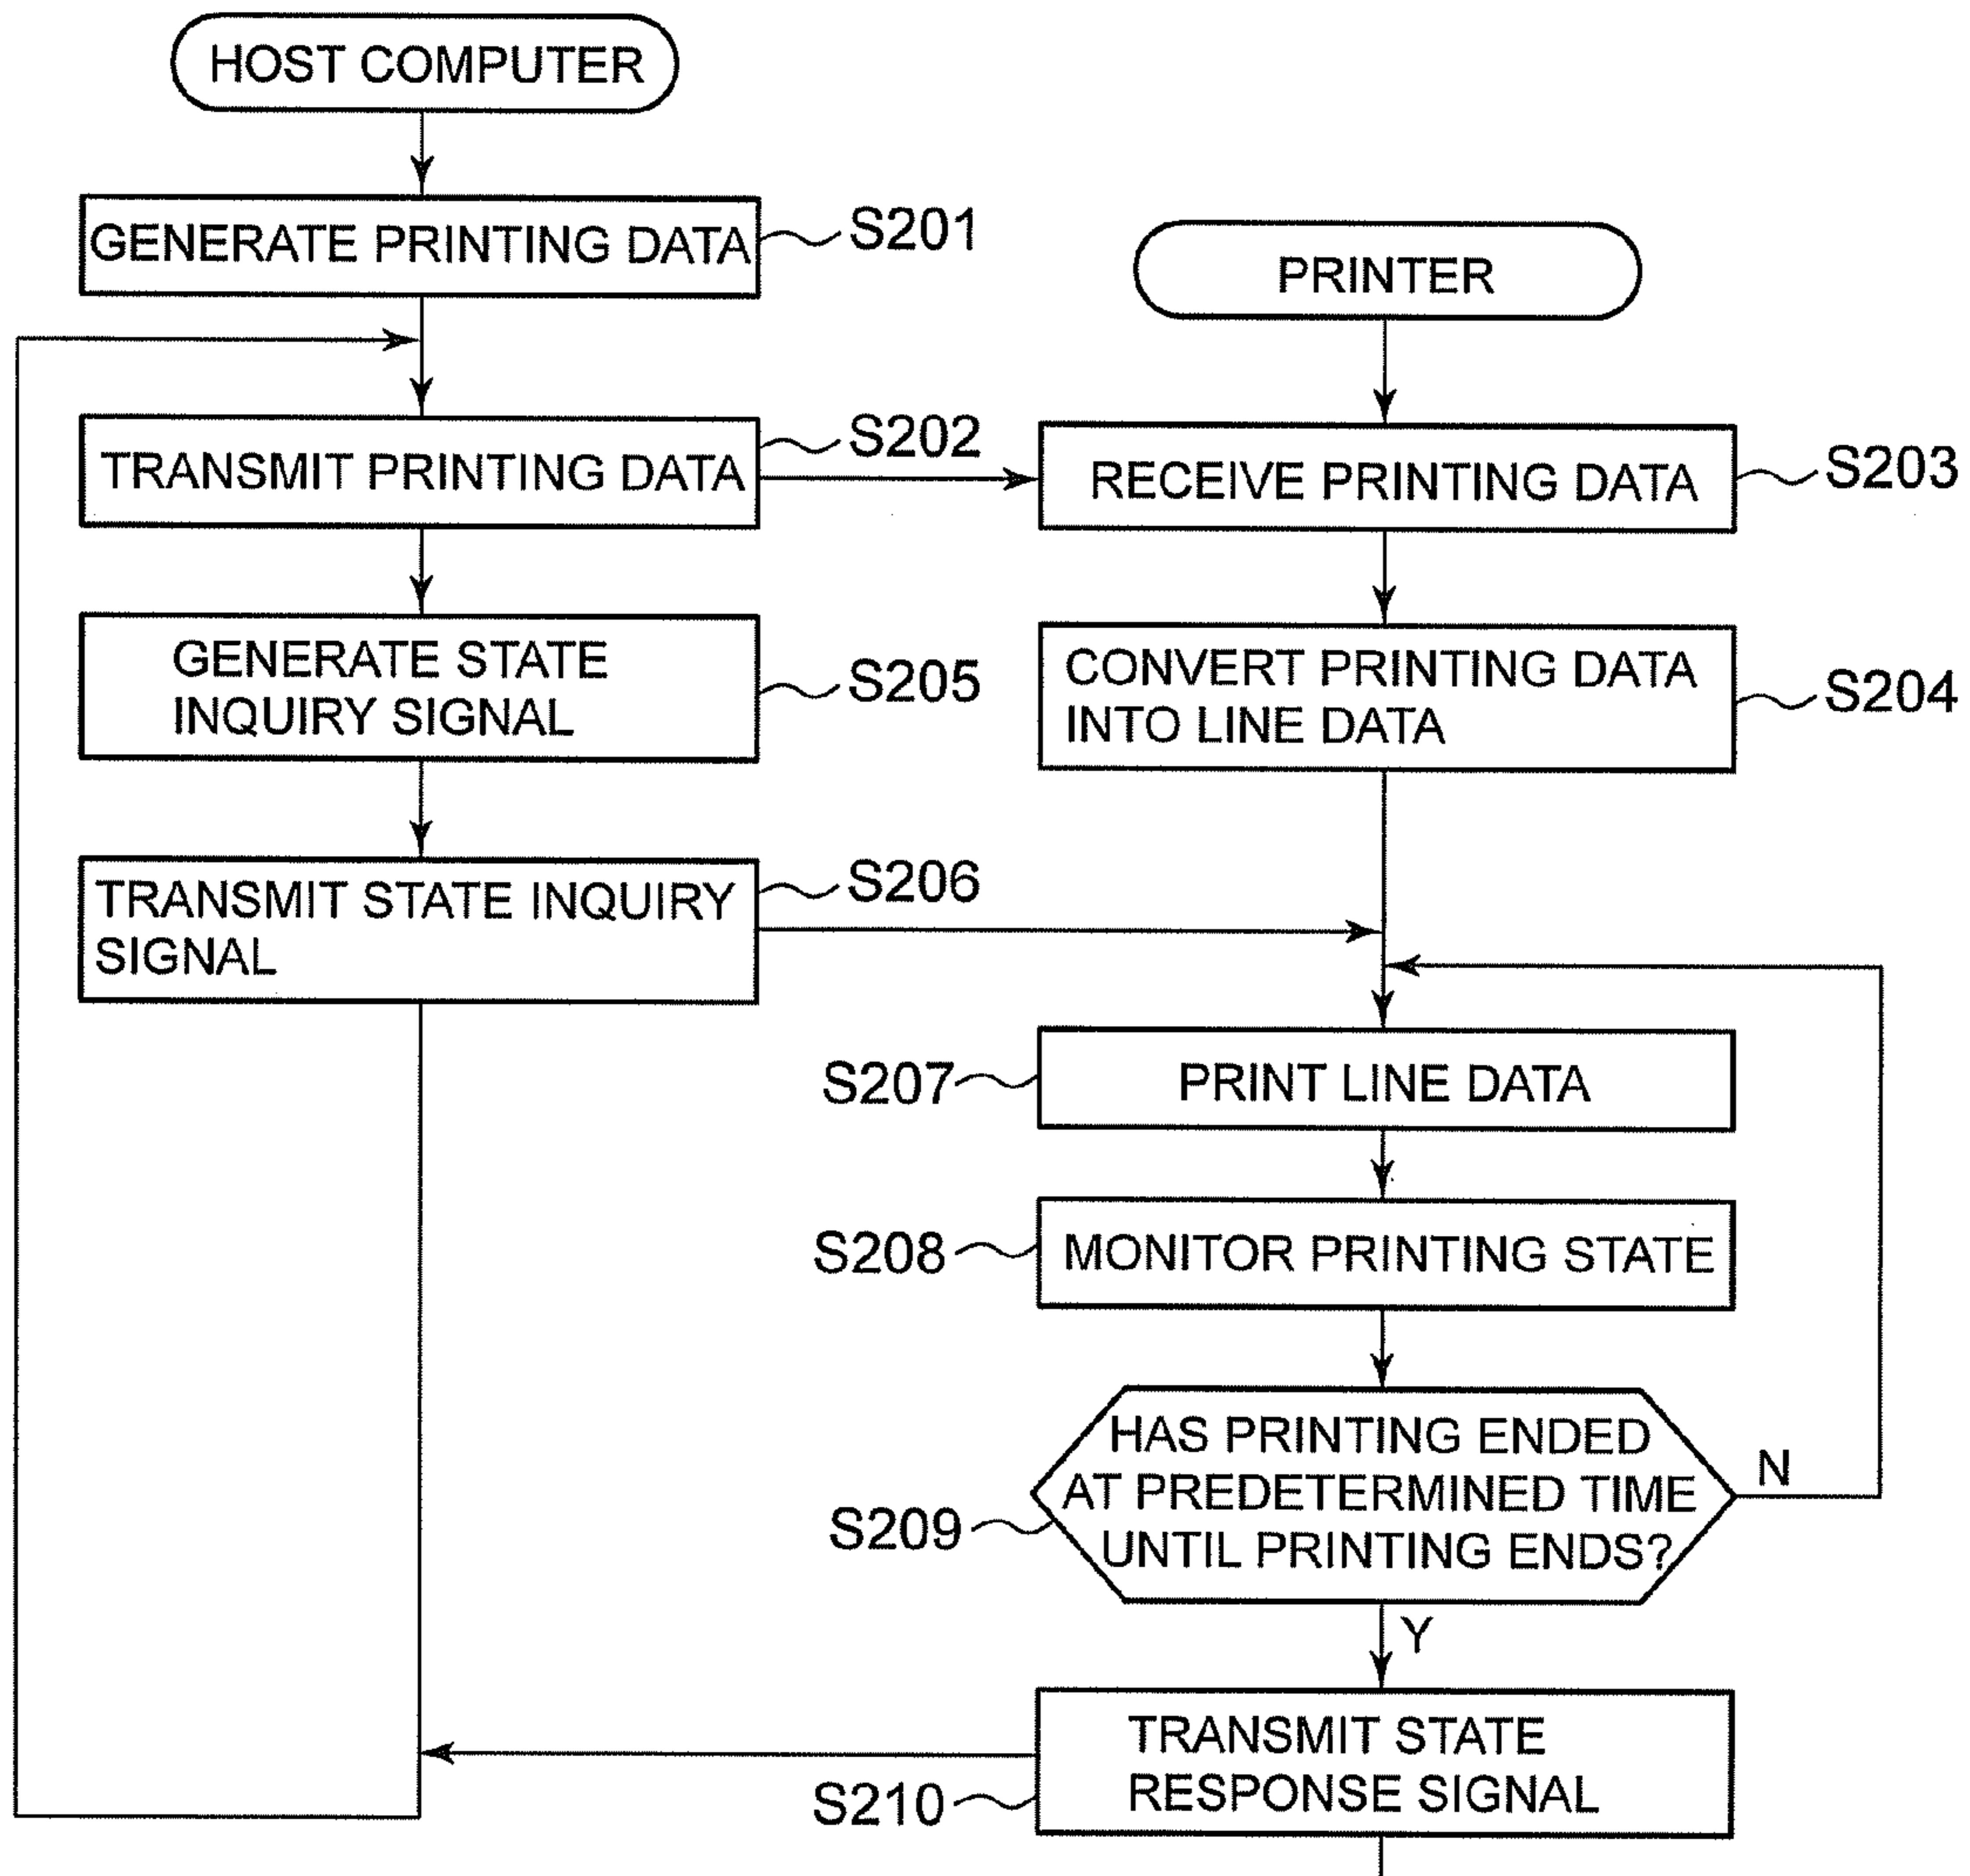 HOST COMPUTER
GENERATE PRINTING DATA
S201
PRINTER
TRANSMIT PRINTING DATA
S202
RECEIVE PRINTING DATA
S203
GENERATE STATE
INQUIRY SIGNAL
S205
CONVERT PRINTING DATA
INTO LINE DATA
S204
TRANSMIT STATE INQUIRY
SIGNAL
S206
S207
PRINT LINE DATA
S208
MONITOR PRINTING STATE
HAS PRINTING ENDED
AT PREDETERMINED TIME
UNTIL PRINTING ENDS?
S209
N
Y
TRANSMIT STATE
RESPONSE SIGNAL
S210